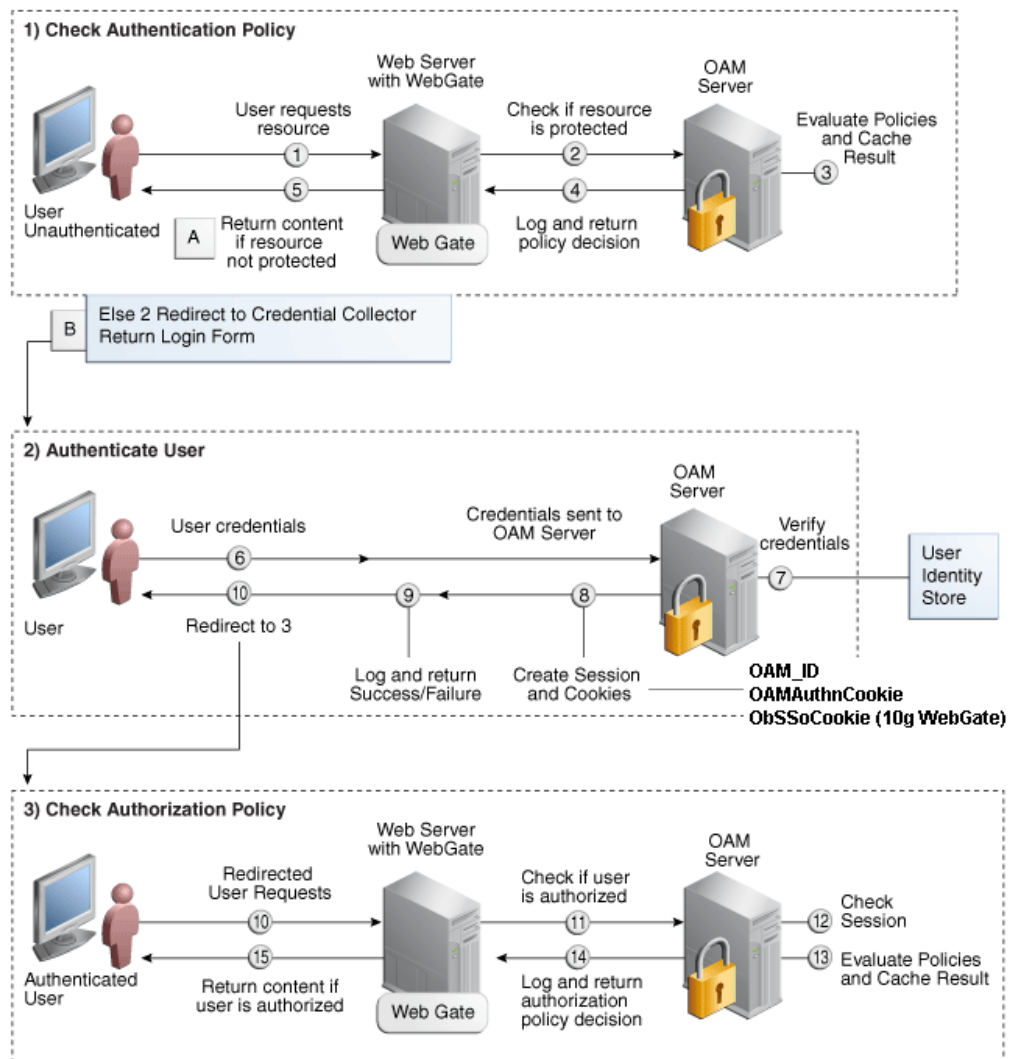 1) Check Authentication Policy
Web Server
with WebGate
OAM
Server
User requests
resource
Check if resource
is protected
Evaluate Policies
and Cache
Result
1
2
3
5
4
User
Unauthenticated
A
Return content
if resource
not protected
Web Gate
Log and return
policy decision
B
Else 2 Redirect to Credential Collector
Return Login Form
2) Authenticate User
OAM
Server
User credentials
Credentials sent to
OAM Server
Verify
credentials
6
7
User
Identity
Store
10
9
8
User
Redirect to 3
Log and return
Success/Failure
Create Session
and Cookies
OAM_ID
OAMAuthnCookie
ObSSoCookie (10g WebGate)
3) Check Authorization Policy
Web Server
with WebGate
OAM
Server
Redirected
User Requests
Check if user
is authorized
10
11
12
Check
Session
15
14
13
Evaluate Policies
and Cache Result
Authenticated
User
Return content if
user is authorized
Web Gate
Log and return
authorization
policy decision